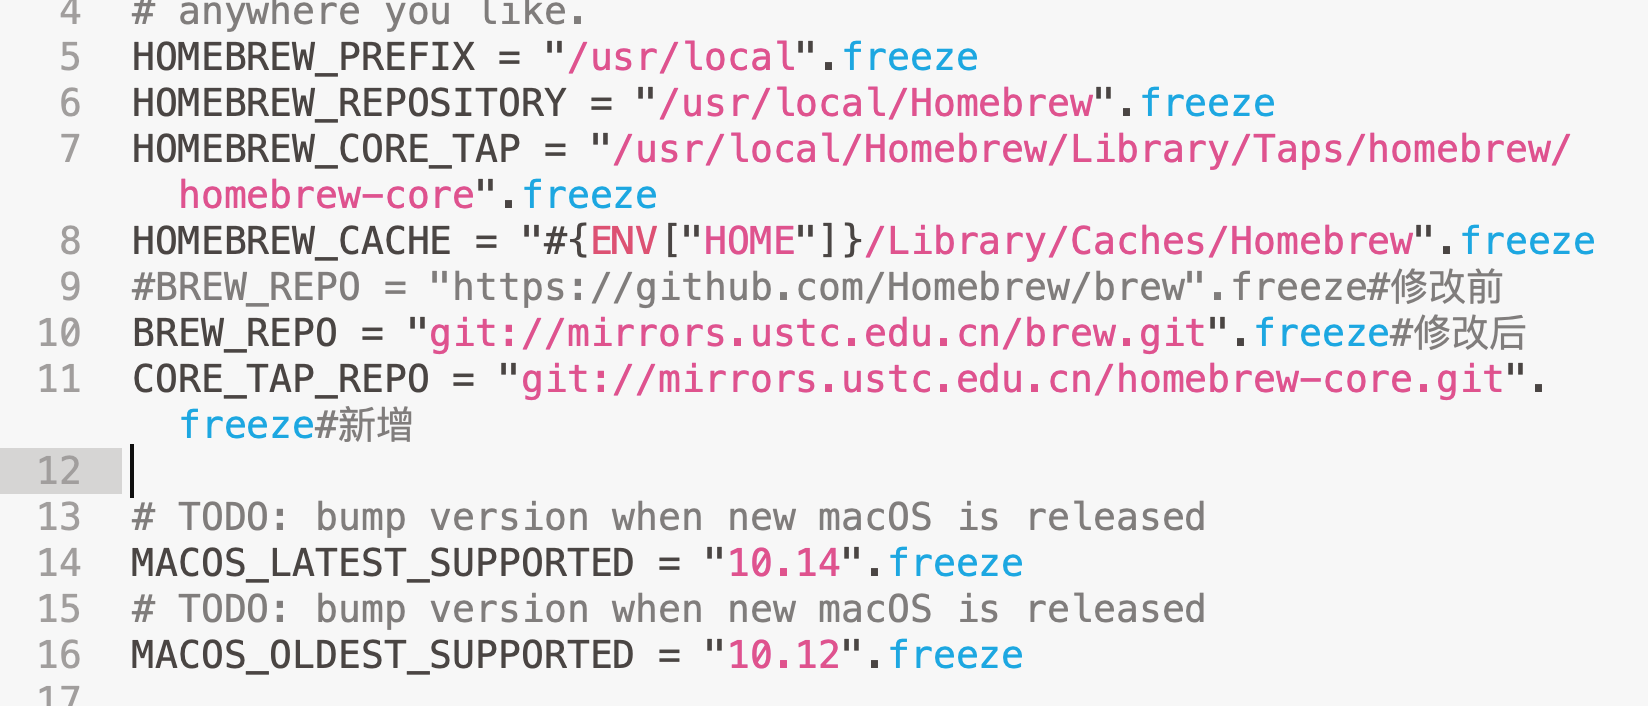 4 # anywhere you like.
5 HOMEBREW_PREFIX = "/usr/local".freeze
6 HOMEBREW_REPOSITORY = "/usr/local/Homebrew".freeze
7 HOMEBREW_CORE_TAP = "/usr/local/Homebrew/Library/Taps/homebrew/
homebrew-core".freeze
8 HOMEBREW_CACHE = "#{ENV["HOME"]}/Library/Caches/Homebrew".freeze
9 #BREW_REPO = "https://github.com/Homebrew/brew".freeze#修改前
10 BREW_REPO = "git://mirrors.ustc.edu.cn/brew.git".freeze#修改后
11 CORE_TAP_REPO = "git://mirrors.ustc.edu.cn/homebrew-core.git".
freeze#新增
12
13 # TODO: bump version when new macOS is released
14 MACOS_LATEST_SUPPORTED = "10.14".freeze
15 # TODO: bump version when new macOS is released
16 MACOS_OLDEST_SUPPORTED = "10.12".freeze
17